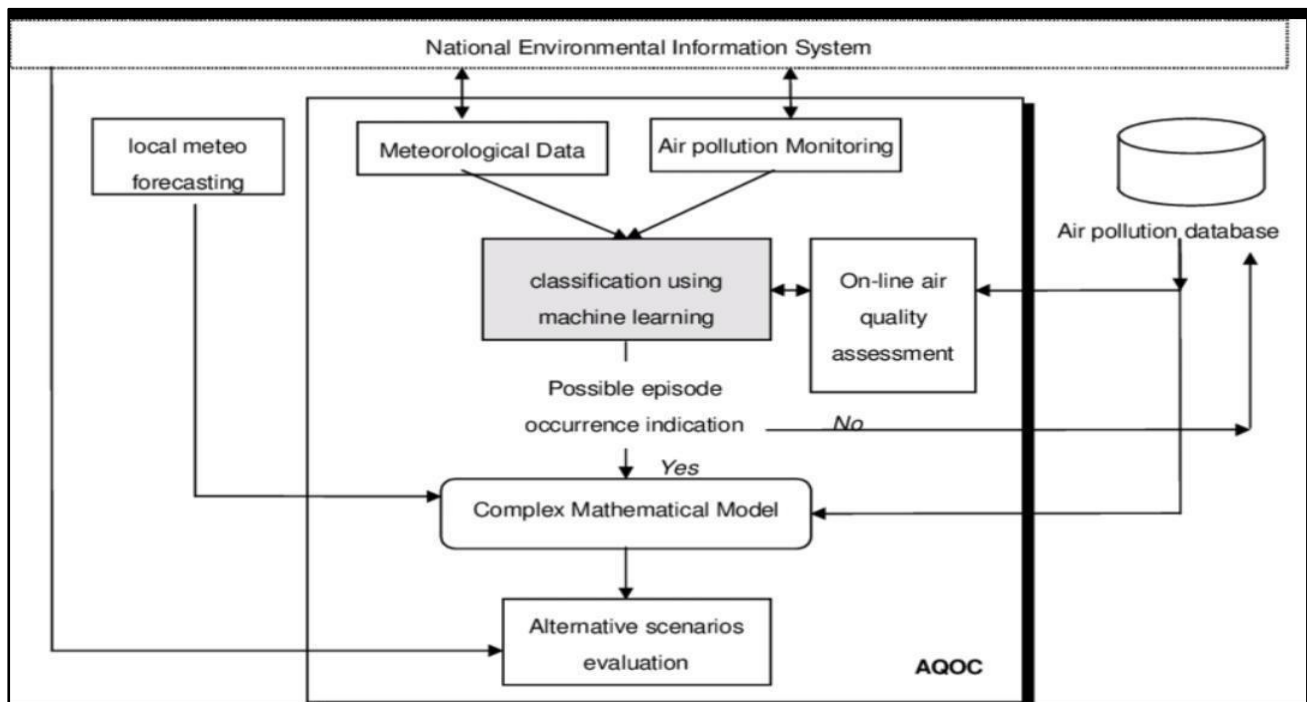 National Environmental Information System
local meteo
forecasting
Meteorological Data
Air pollution Monitoring
Air pollution database
classification using
machine learning
On-line air
quality
assessment
Possible episode
occurrence indication
No
Yes
Complex Mathematical Model
Alternative scenarios
evaluation
AQOC